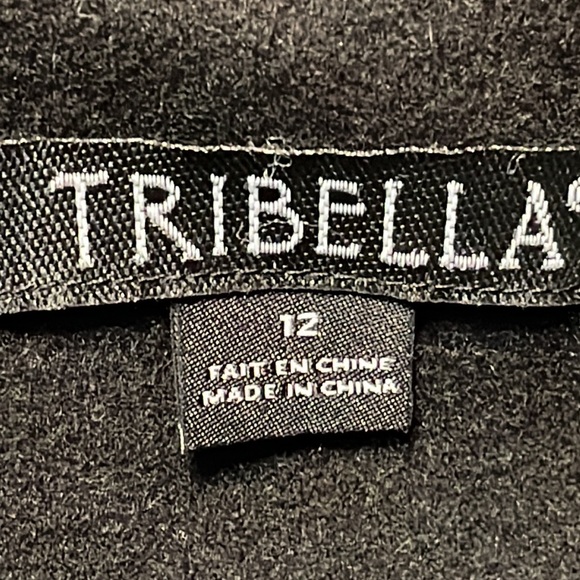 TRIBELLA
12
FAIT EN CHINE
MADE IN CHINA